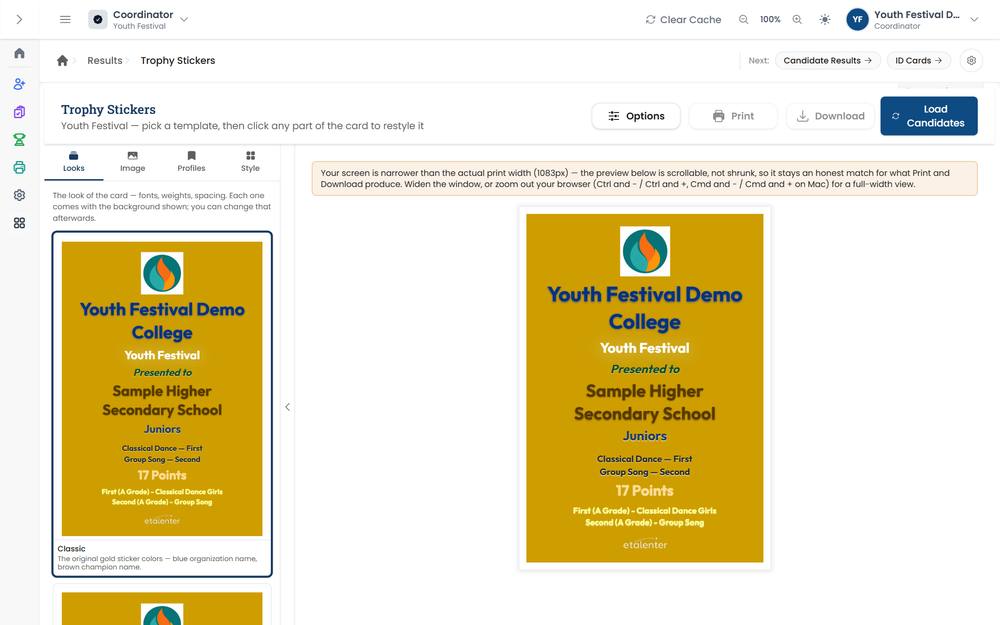 Coordinator
Youth Festival
Clear Cache
100%
YF
Youth Festival D...
Coordinator
Results
Trophy Stickers
Next:
Candidate Results →
ID Cards →
Trophy Stickers
Youth Festival — pick a template, then click any part of the card to restyle it
Options
Print
Download
Load
Candidates
Looks
Image
Profiles
Style
The look of the card — fonts, weights, spacing. Each one
comes with the background shown; you can change that
afterwards.
Youth Festival Demo
College
Youth Festival
Presented to
Sample Higher
Secondary School
Juniors
Classical Dance — First
Group Song — Second
17 Points
First (A Grade) - Classical Dance Girls
Second (A Grade) - Group Song
etalenter
Classic
The original gold sticker colors — blue organization name,
brown champion name.
Your screen is narrower than the actual print width (1083px) — the preview below is scrollable, not shrunk, so it stays an honest match for what Print and
Download produce. Widen the window, or zoom out your browser (Ctrl and - / Ctrl and +, Cmd and - / Cmd and + on Mac) for a full-width view.
Youth Festival Demo
College
Youth Festival
Presented to
Sample Higher
Secondary School
Juniors
Classical Dance — First
Group Song — Second
17 Points
First (A Grade) - Classical Dance Girls
Second (A Grade) - Group Song
etalenter